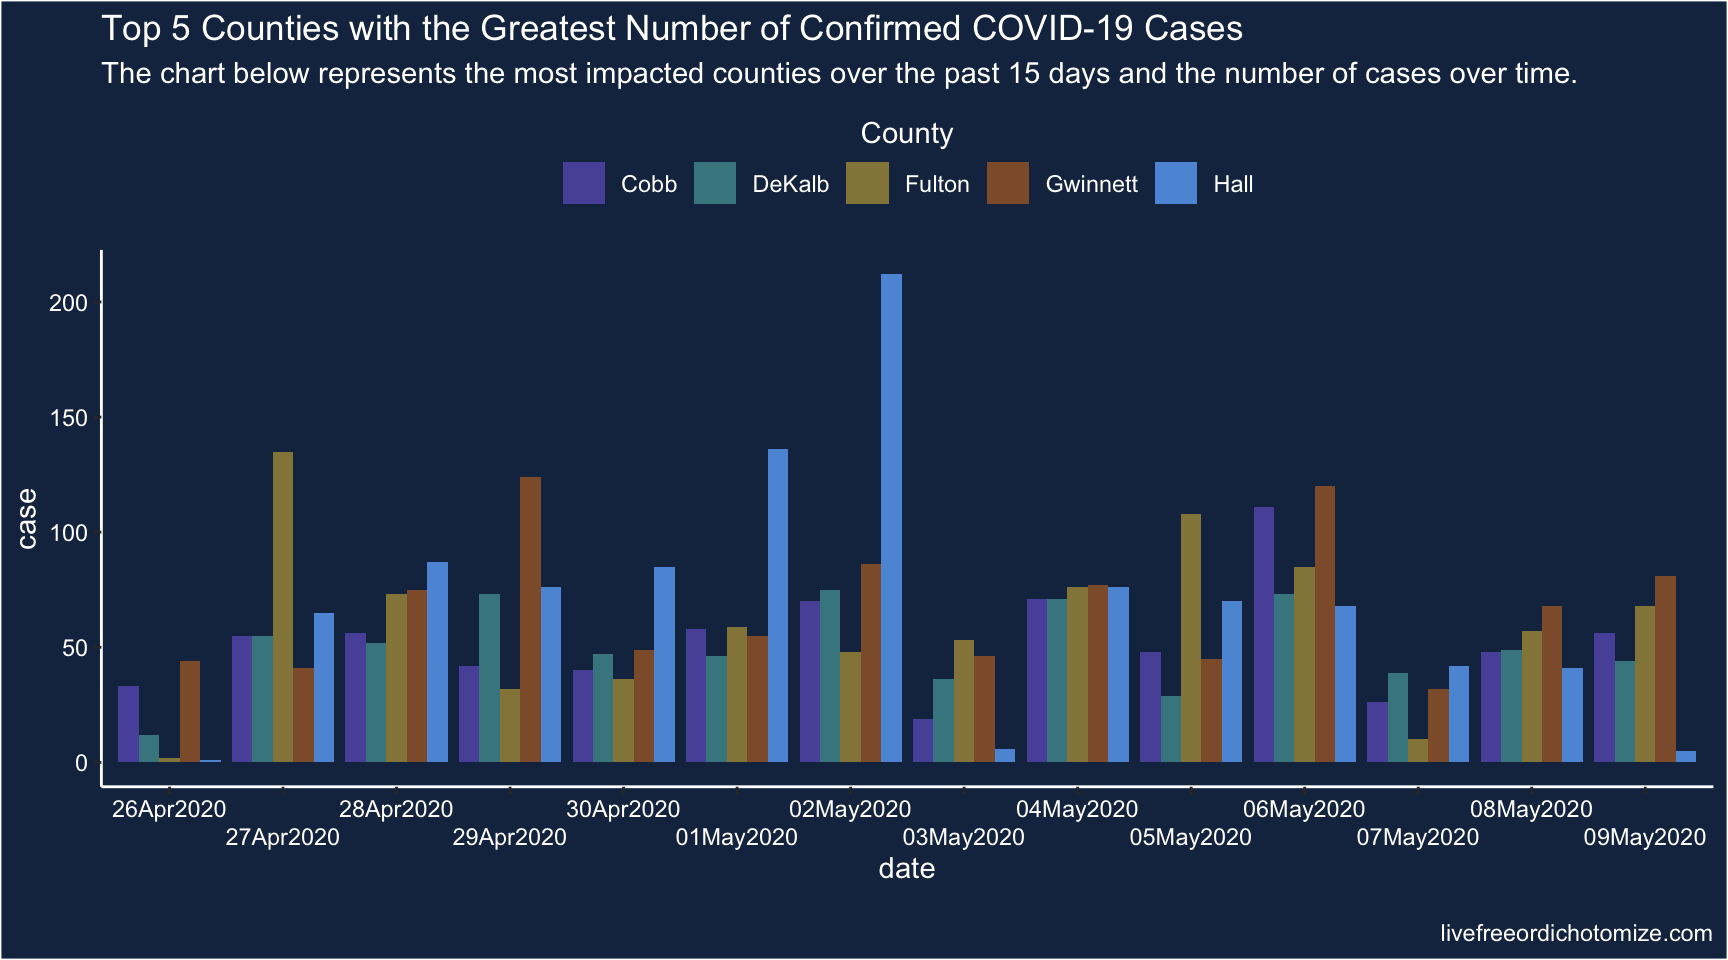 Top 5 Counties with the Greatest Number of Confirmed COVID-19 Cases
The chart below represents the most impacted counties over the past 15 days and the number of cases over time.
County
Cobb DeKalb Fulton Gwinnett Hall
200
150
100
50
0
case
26Apr2020 28Apr2020 30Apr2020 02May2020 04May2020 06May2020 08May2020
27Apr2020 29Apr2020 01May2020 03May2020 05May2020 07May2020 09May2020
date
livefreeordichotomize.com